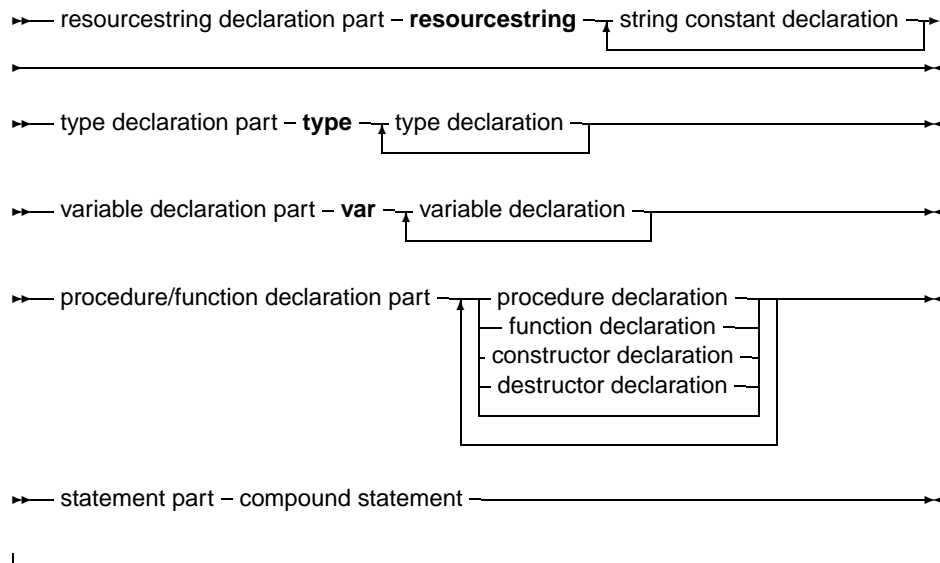 resourcestring declaration part resourcestring string constant declaration
type declaration part type type declaration
variable declaration part var variable declaration
procedure/function declaration part procedure declaration
function declaration
constructor declaration
destructor declaration
statement part compound statement